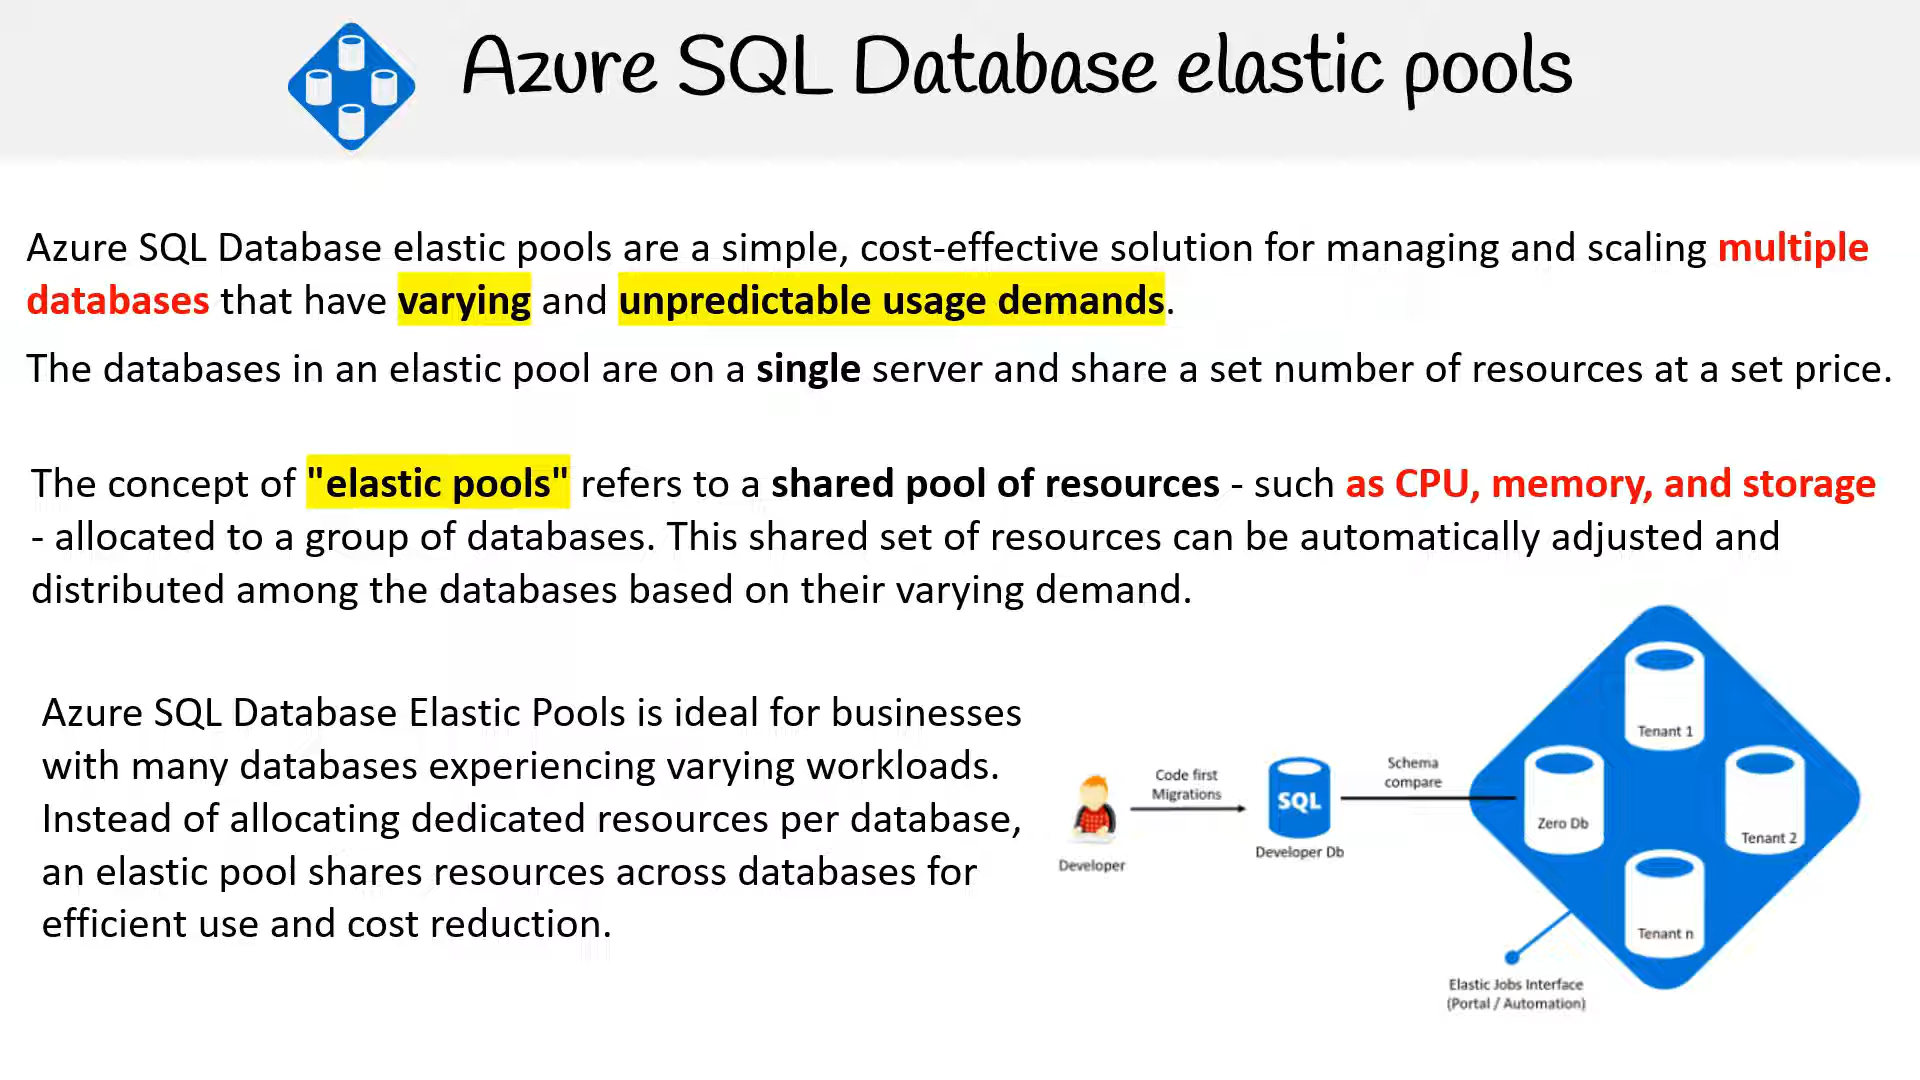 Azure SQL Database elastic pools
Azure SQL Database elastic pools are a simple, cost-effective solution for managing and scaling multiple
databases that have varying and unpredictable usage demands.
The databases in an elastic pool are on a single server and share a set number of resources at a set price.
The concept of "elastic pools" refers to a shared pool of resources - such as CPU, memory, and storage
- allocated to a group of databases. This shared set of resources can be automatically adjusted and
distributed among the databases based on their varying demand.
Azure SQL Database Elastic Pools is ideal for businesses
with many databases experiencing varying workloads.
Instead of allocating dedicated resources per database,
an elastic pool shares resources across databases for
efficient use and cost reduction.
Developer
Code first
Migrations
SQL
Developer Db
Schema
compare
Tenant 1
Zero Db
Tenant 2
Tenant n
Elastic Jobs Interface
(Portal / Automation)